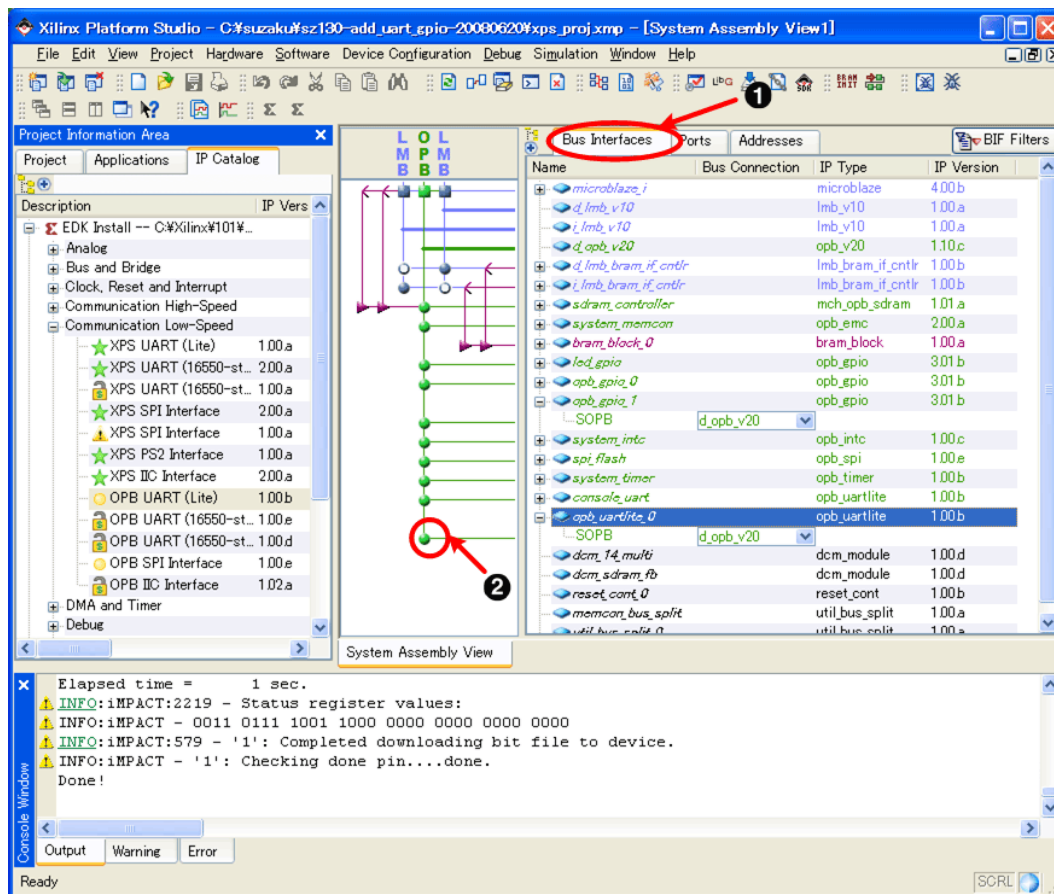 Xilinx Platform Studio - C:¥suzaku¥sz130-add_uart_gpio-20080620¥xps_proj.xmp - [System Assembly View1]
File Edit View Project Hardware Software Device Configuration Debug Simulation Window Help
1
Project Information Area
Project Applications IP Catalog
Description IP Vers
EDK Install -- C:¥Xilinx¥101¥...
Analog
Bus and Bridge
Clock, Reset and Interrupt
Communication High-Speed
Communication Low-Speed
XPS UART (Lite) 1.00.a
XPS UART (16550-st... 2.00.a
XPS UART (16550-st... 1.00.a
XPS SPI Interface 2.00.a
XPS SPI Interface 1.00.a
XPS PS2 Interface 1.00.a
XPS IIC Interface 2.00.a
OPB UART (Lite) 1.00.b
OPB UART (16550-st... 1.00.e
OPB UART (16550-st... 1.00.d
OPB SPI Interface 1.00.e
OPB IIC Interface 1.02.a
DMA and Timer
Debug
L O L
M P M
B B B
2
System Assembly View
Bus Interfaces Ports Addresses BIF Filters
Name Bus Connection IP Type IP Version
microblaze_i microblaze 4.00.b
d_lmb_v10 lmb_v10 1.00.a
i_lmb_v10 lmb_v10 1.00.a
d_opb_v20 opb_v20 1.10.c
d_lmb_bram_if_cntlr lmb_bram_if_cntlr 1.00.b
i_lmb_bram_if_cntlr lmb_bram_if_cntlr 1.00.b
sdram_controller mch_opb_sdram 1.01.a
system_memcon opb_emc 2.00.a
bram_block_0 bram_block 1.00.a
led_gpio opb_gpio 3.01.b
opb_gpio_0 opb_gpio 3.01.b
opb_gpio_1 opb_gpio 3.01.b
SOPB d_opb_v20
system_intc opb_intc 1.00.c
spi_flash opb_spi 1.00.e
system_timer opb_timer 1.00.b
console_uart opb_uartlite 1.00.b
opb_uartlite_0 opb_uartlite 1.00.b
SOPB d_opb_v20
dcm_14_multi dcm_module 1.00.d
dcm_sdram_fb dcm_module 1.00.d
reset_cont_0 reset_cont 1.00.b
memcon_bus_split util_bus_split 1.00.a
util_bus_split_0 util_bus_split 1.00.a
Console Window
Elapsed time = 1 sec.
INFO:iMPACT:2219 - Status register values:
INFO:iMPACT - 0011 0111 1001 1000 0000 0000 0000 0000
INFO:iMPACT:579 - '1': Completed downloading bit file to device.
INFO:iMPACT - '1': Checking done pin....done.
Done!
Output Warning Error
Ready SCRL